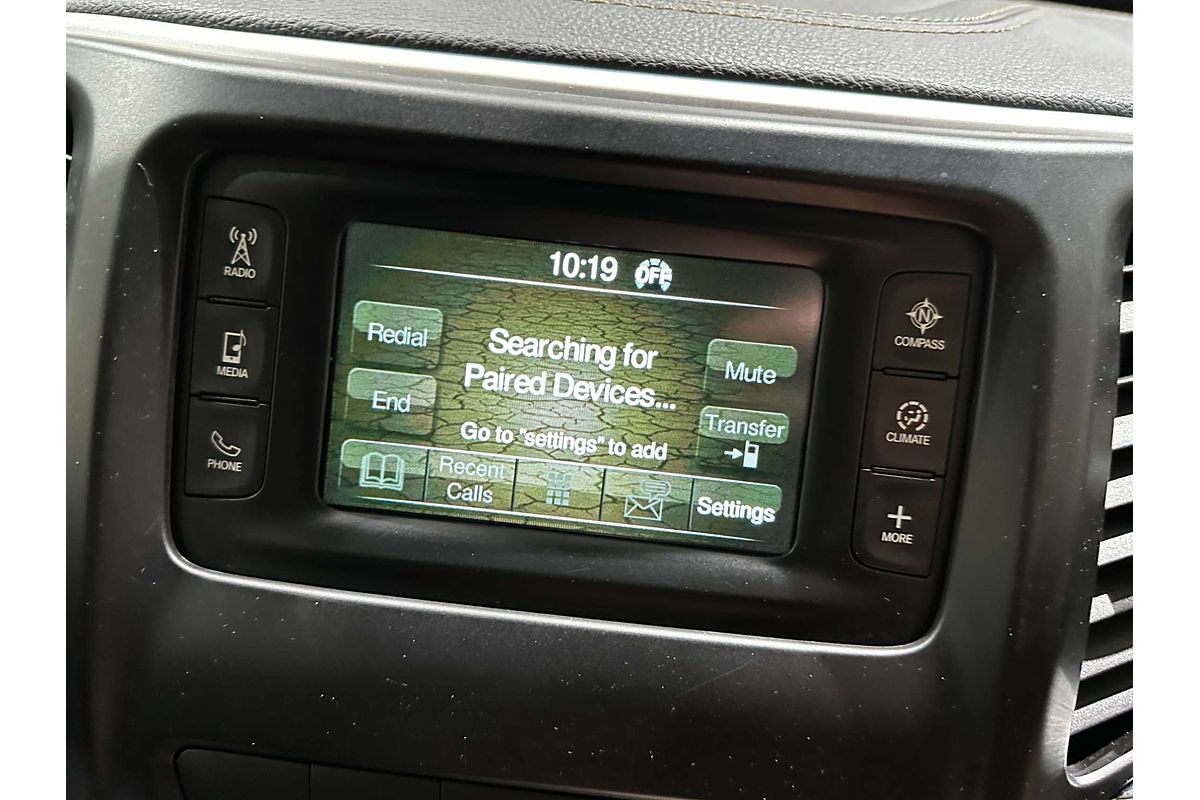 RADIO
MEDIA
PHONE
10:19 OFF
Redial
End
Searching for
Paired Devices...
Go to "settings" to add
Mute
Transfer
Recent
Calls
Settings
N
COMPASS
CLIMATE
MORE